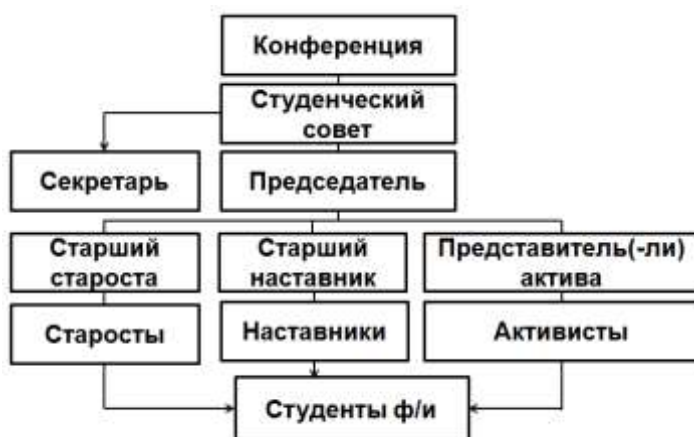 Конференция
Студенческий
совет
Секретарь
Председатель
Старший
староста
Старший
наставник
Представитель(-ли)
актива
Старосты
Наставники
Активисты
Студенты ф/и